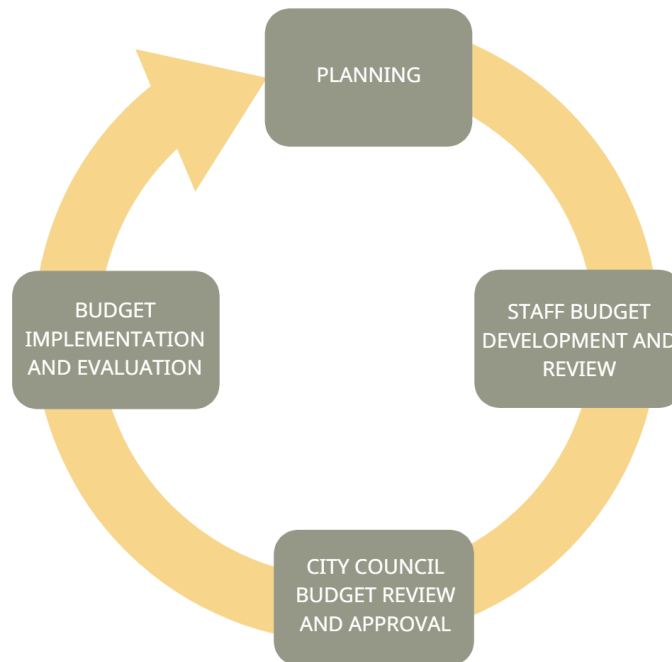 PLANNING
STAFF BUDGET
DEVELOPMENT AND
REVIEW
CITY COUNCIL
BUDGET REVIEW
AND APPROVAL
BUDGET
IMPLEMENTATION
AND EVALUATION